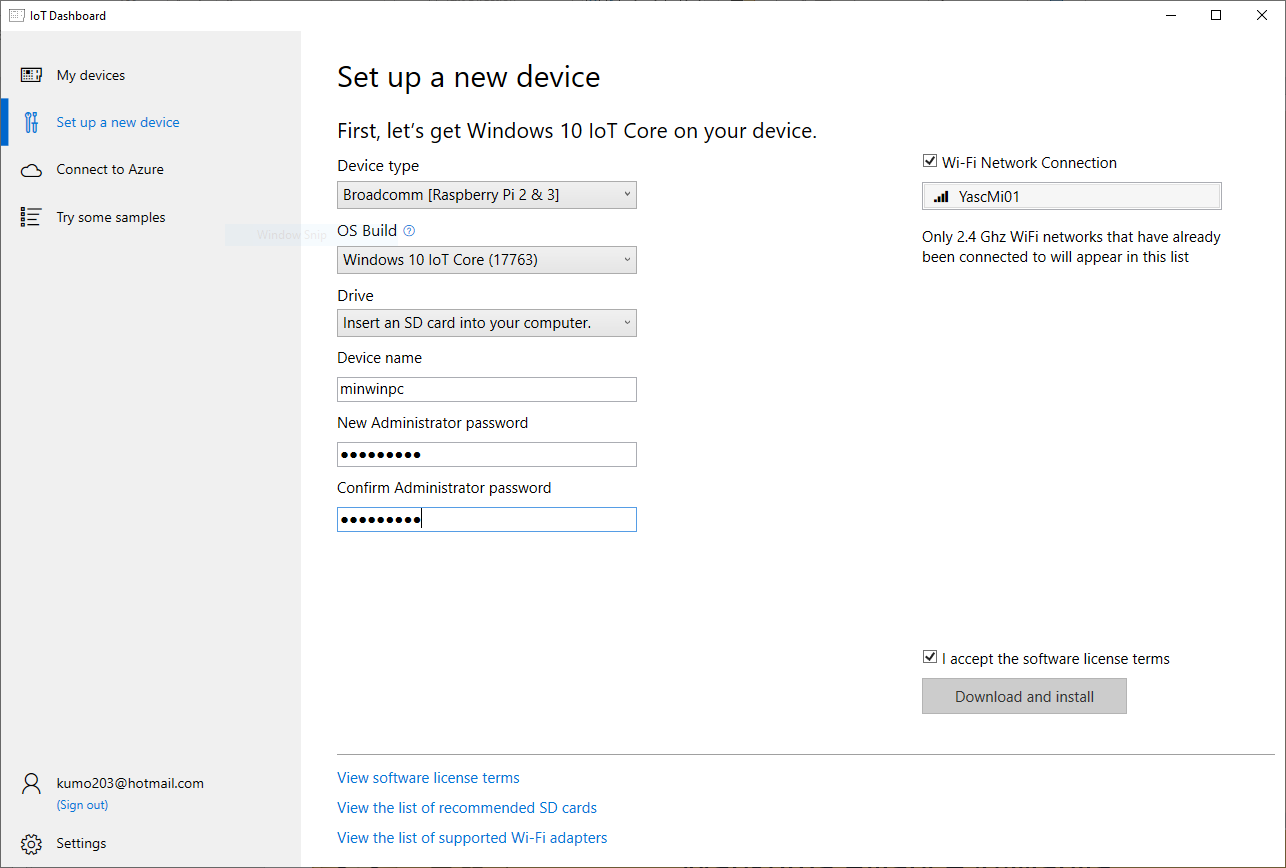 IoT Dashboard
My devices
Set up a new device
Connect to Azure
Try some samples
Window Snip
kumo203@hotmail.com
(Sign out)
Settings
Set up a new device
First, let's get Windows 10 IoT Core on your device.
Device type
Broadcomm [Raspberry Pi 2 & 3]
OS Build ?
Windows 10 IoT Core (17763)
Drive
Insert an SD card into your computer.
Device name
minwinpc
New Administrator password
●●●●●●●●●
Confirm Administrator password
●●●●●●●●●
Wi-Fi Network Connection
YascMi01
Only 2.4 Ghz WiFi networks that have already
been connected to will appear in this list
I accept the software license terms
Download and install
View software license terms
View the list of recommended SD cards
View the list of supported Wi-Fi adapters